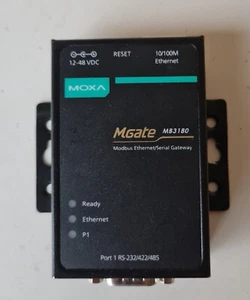 12-48 VDC
RESET
10/100M
Ethernet
MOXA
MGate MB3180
Modbus Ethernet/Serial Gateway
Ready
Ethernet
P1
Port 1 RS-232/422/485